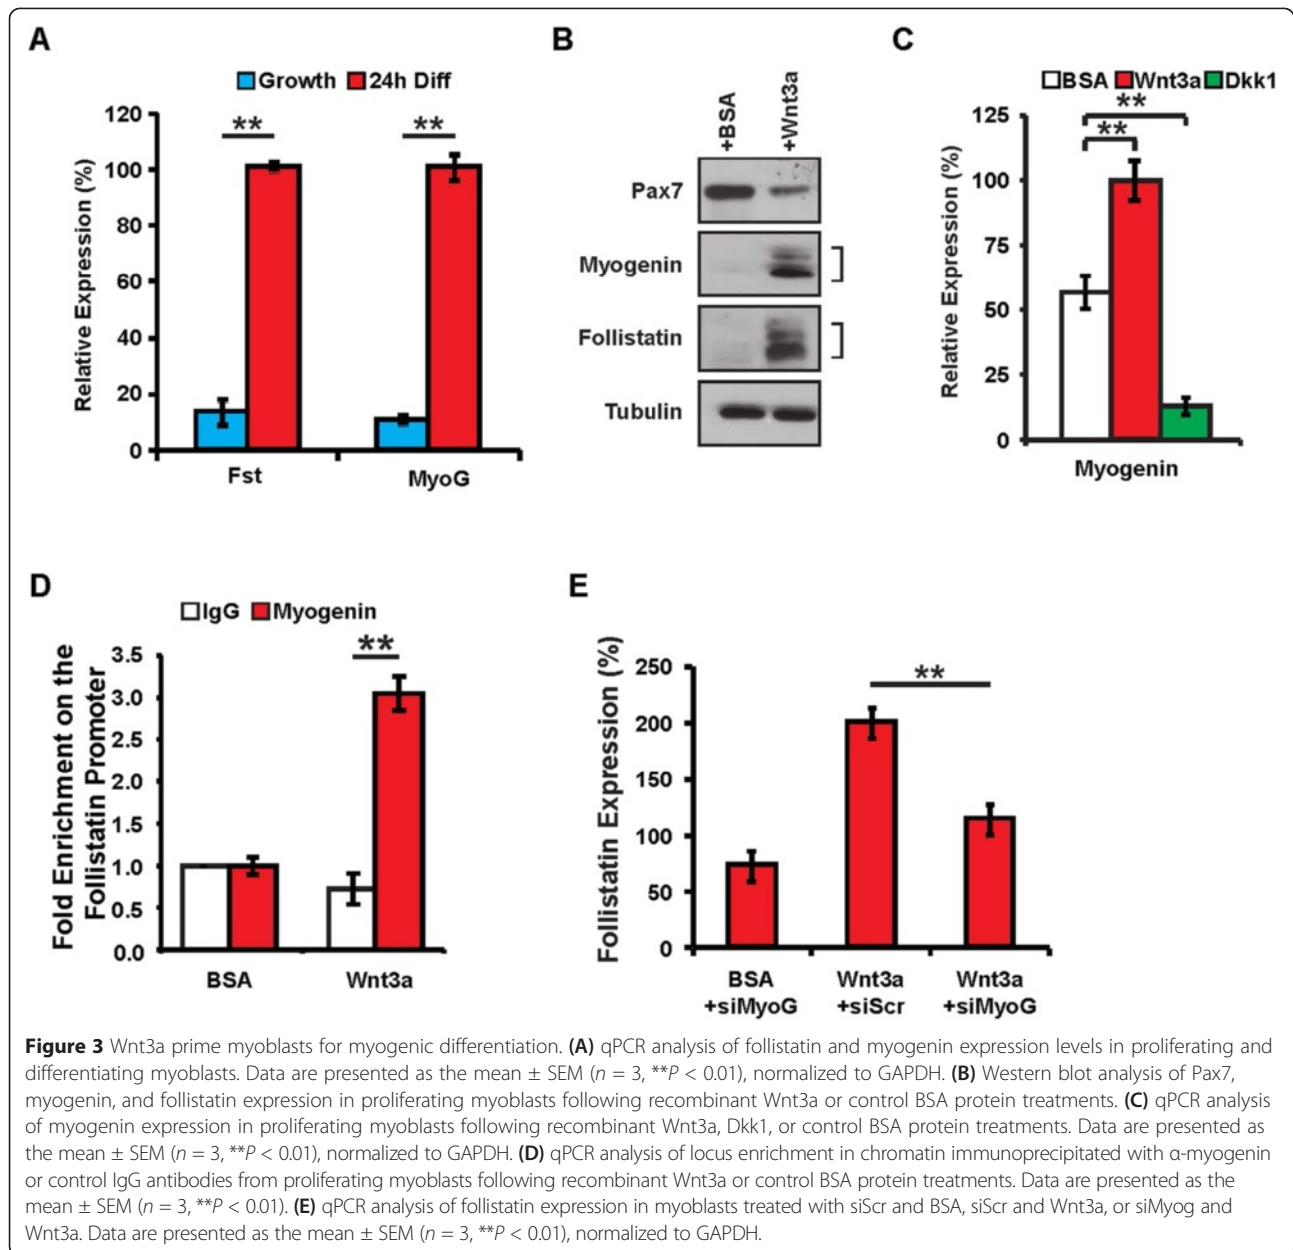 A
Growth 24h Diff
120
100
80
60
40
20
0
Relative Expression (%)
**
**
Fst
MyoG
B
+BSA
+Wnt3a
Pax7
Myogenin
Follistatin
Tubulin
C
BSA Wnt3a Dkk1
**
**
125
100
75
50
25
0
Relative Expression (%)
Myogenin
D
IgG Myogenin
**
3.5
3.0
2.5
2.0
1.5
1.0
0.5
0.0
Fold Enrichment on the
Follistatin Promoter
BSA
Wnt3a
E
**
250
200
150
100
50
0
Follistatin Expression (%)
BSA
+siMyoG
Wnt3a
+siScr
Wnt3a
+siMyoG
Figure 3 Wnt3a prime myoblasts for myogenic differentiation. (A) qPCR analysis of follistatin and myogenin expression levels in proliferating and
differentiating myoblasts. Data are presented as the mean ± SEM (n = 3, **P < 0.01), normalized to GAPDH. (B) Western blot analysis of Pax7,
myogenin, and follistatin expression in proliferating myoblasts following recombinant Wnt3a or control BSA protein treatments. (C) qPCR analysis
of myogenin expression in proliferating myoblasts following recombinant Wnt3a, Dkk1, or control BSA protein treatments. Data are presented as
the mean ± SEM (n = 3, **P < 0.01), normalized to GAPDH. (D) qPCR analysis of locus enrichment in chromatin immunoprecipitated with α-myogenin
or control IgG antibodies from proliferating myoblasts following recombinant Wnt3a or control BSA protein treatments. Data are presented as the
mean ± SEM (n = 3, **P < 0.01). (E) qPCR analysis of follistatin expression in myoblasts treated with siScr and BSA, siScr and Wnt3a, or siMyog and
Wnt3a. Data are presented as the mean ± SEM (n = 3, **P < 0.01), normalized to GAPDH.